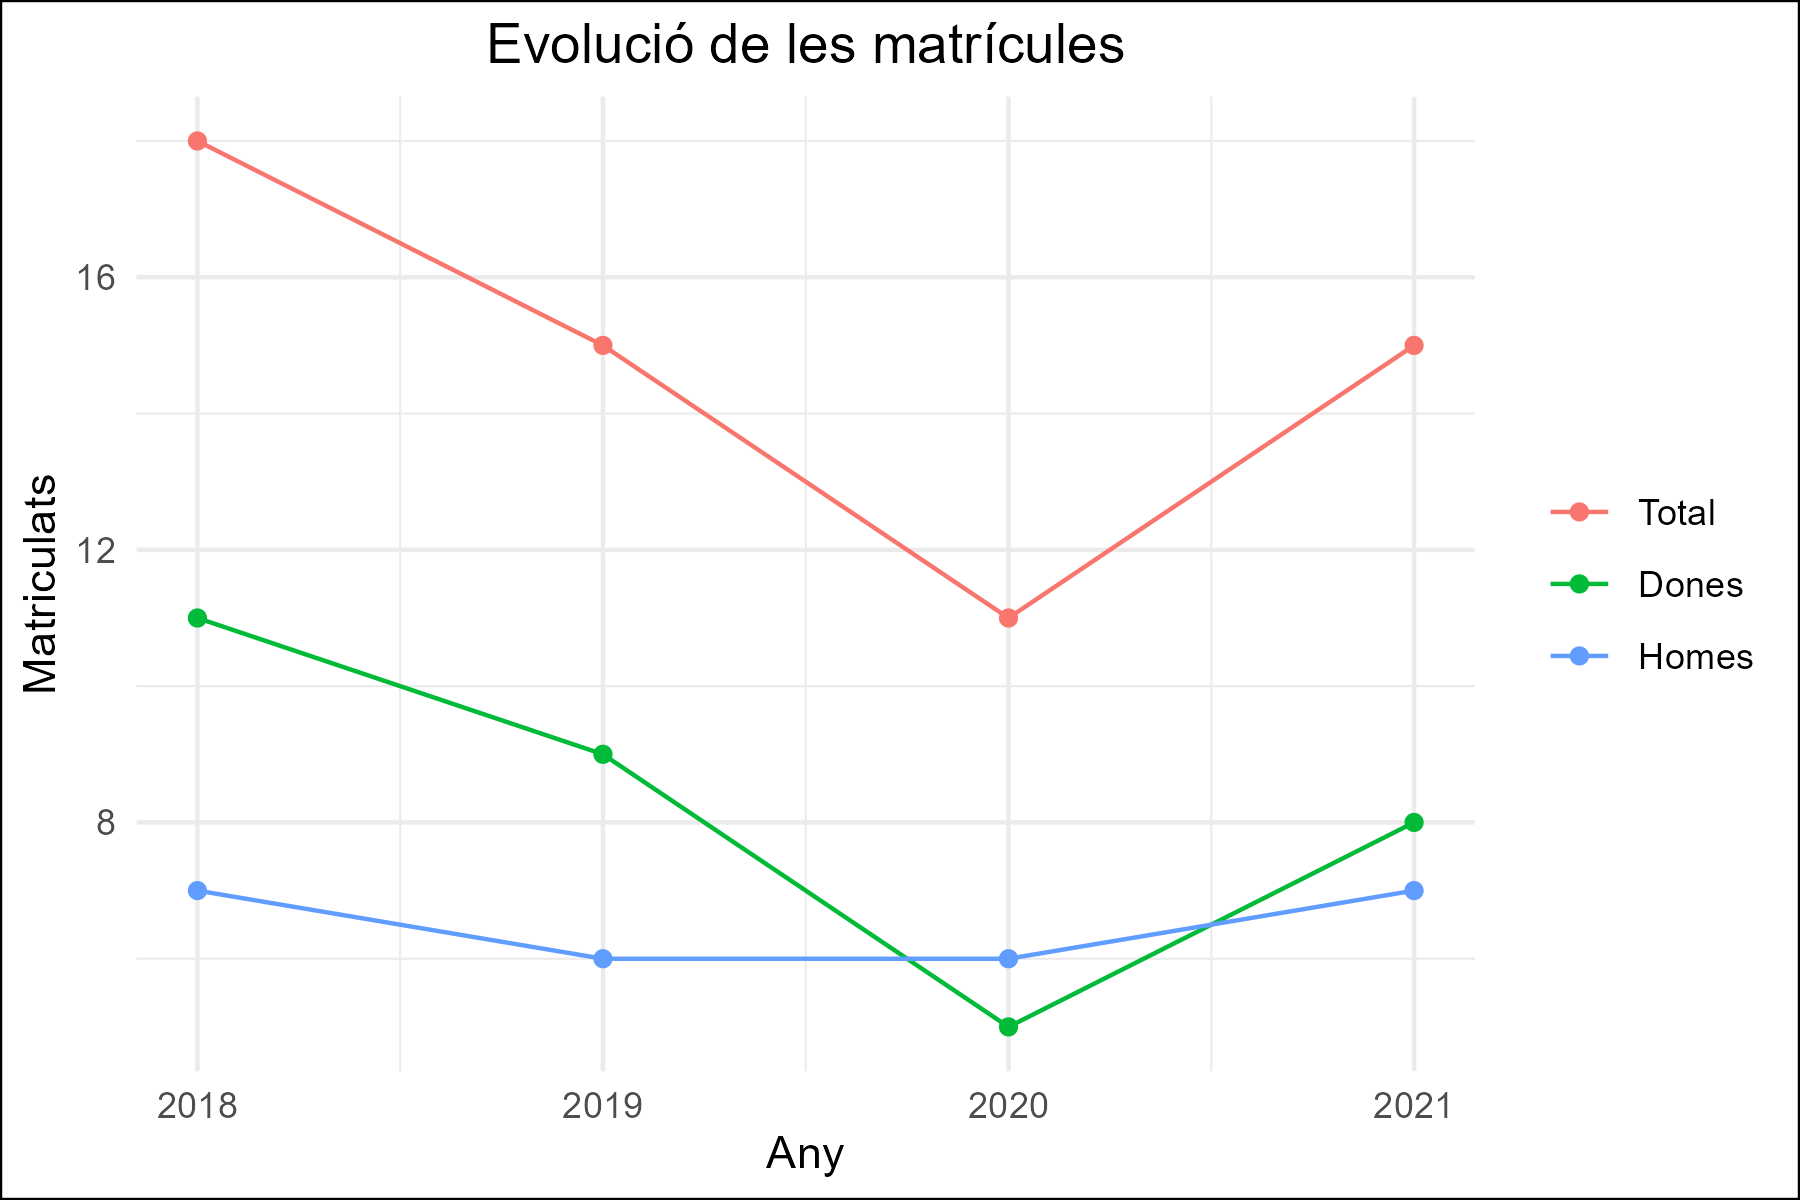 Evolució de les matrícules
Matriculats
16
12
8
2018 2019 2020 2021
Any
Total
Dones
Homes